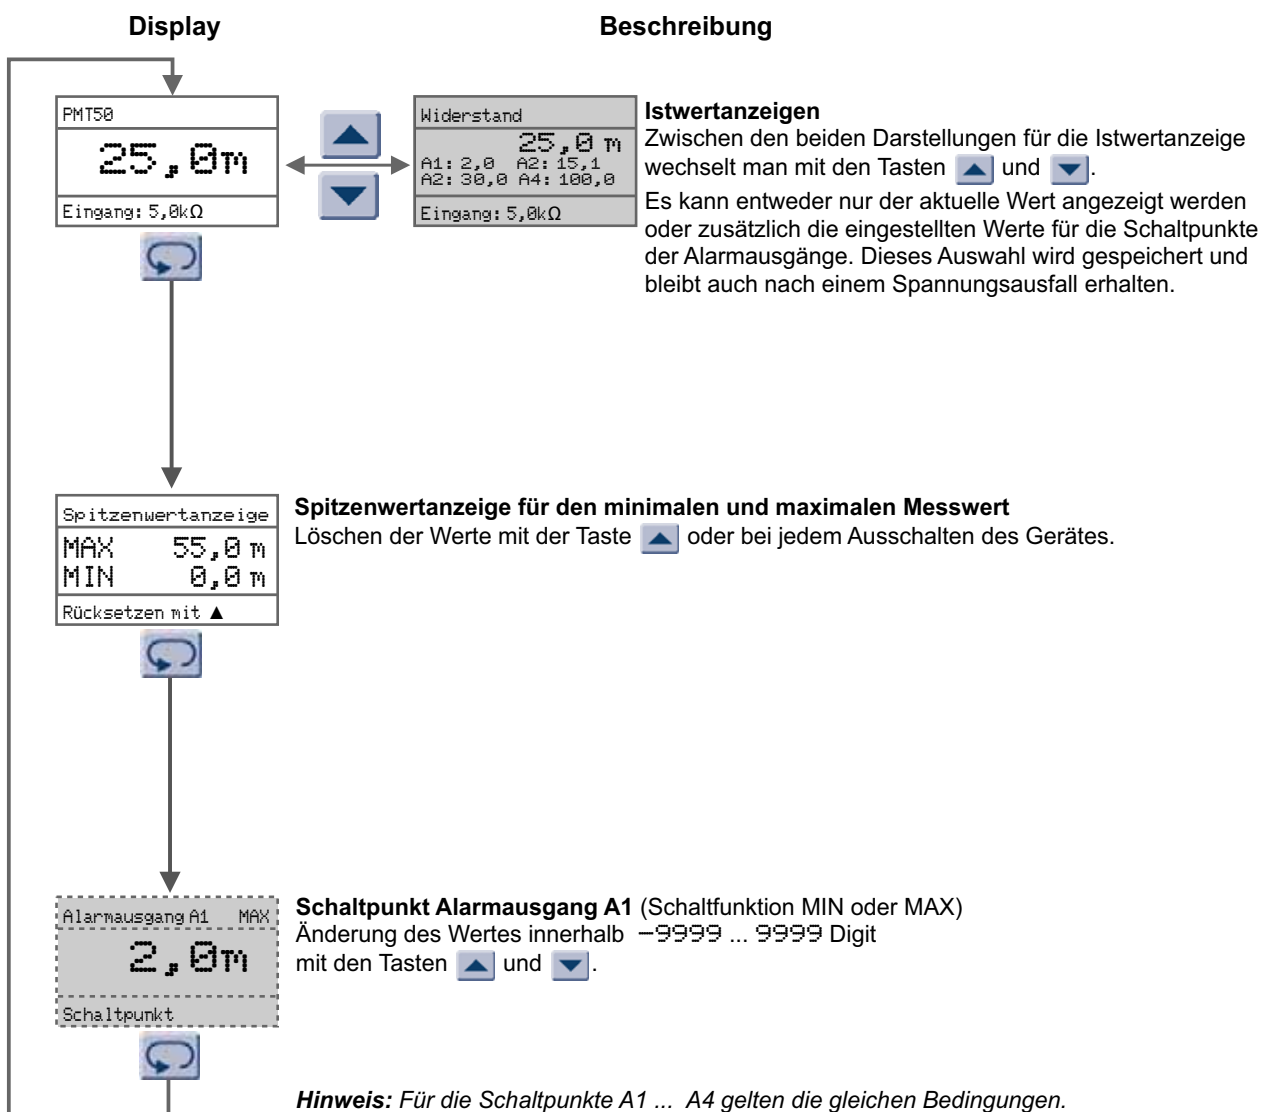 Display
Beschreibung
PMT50
25,0m
Eingang: 5,0kΩ
Widerstand
25,0 m
A1: 2,0 A2: 15,1
A2: 30,0 A4: 100,0
Eingang: 5,0kΩ
Istwertanzeigen
Zwischen den beiden Darstellungen für die Istwertanzeige
wechselt man mit den Tasten ▲ und ▼.
Es kann entweder nur der aktuelle Wert angezeigt werden
oder zusätzlich die eingestellten Werte für die Schaltpunkte
der Alarmausgänge. Dieses Auswahl wird gespeichert und
bleibt auch nach einem Spannungsausfall erhalten.
Spitzenwertanzeige
MAX 55,0 m
MIN 0,0 m
Rücksetzen mit ▲
Spitzenwertanzeige für den minimalen und maximalen Messwert
Löschen der Werte mit der Taste ▲ oder bei jedem Ausschalten des Gerätes.
Alarmausgang A1 MAX
2,0m
Schaltpunkt
Schaltpunkt Alarmausgang A1 (Schaltfunktion MIN oder MAX)
Änderung des Wertes innerhalb -9999 ... 9999 Digit
mit den Tasten ▲ und ▼.
Hinweis: Für die Schaltpunkte A1 ... A4 gelten die gleichen Bedingungen.